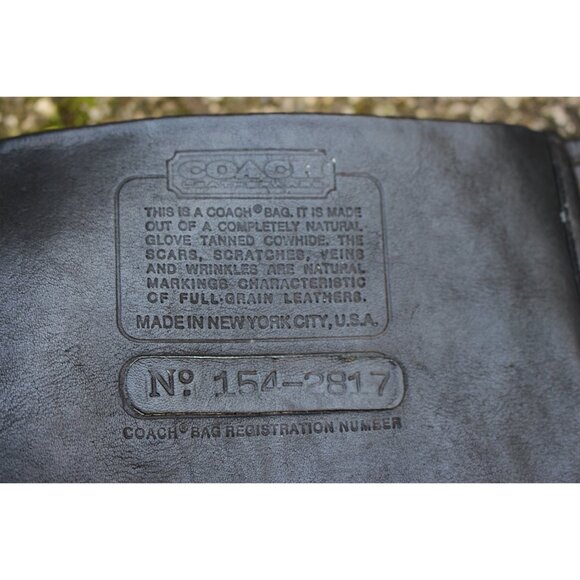 COACH
LEATHERWARE
THIS IS A COACH® BAG. IT IS MADE
OUT OF A COMPLETELY NATURAL
GLOVE TANNED COWHIDE. THE
SCARS, SCRATCHES, VEINS
AND WRINKLES ARE NATURAL
MARKINGS CHARACTERISTIC
OF FULL-GRAIN LEATHERS.
MADE IN NEW YORK CITY, U.S.A.
Nº. 154-2817
COACH® BAG REGISTRATION NUMBER